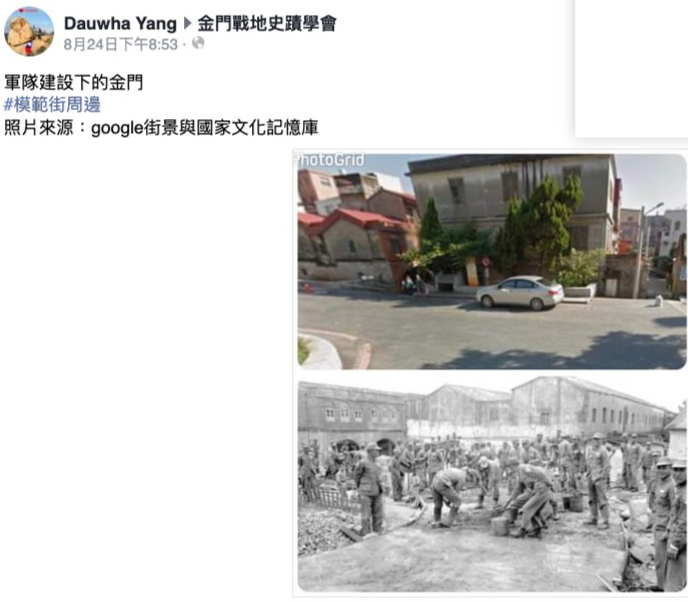 Dauwha Yang ▶ 金門戰地史蹟學會
8月24日下午8:53 ·
軍隊建設下的金門
#模範街周邊
照片來源：google街景與國家文化記憶庫
PhotoGrid